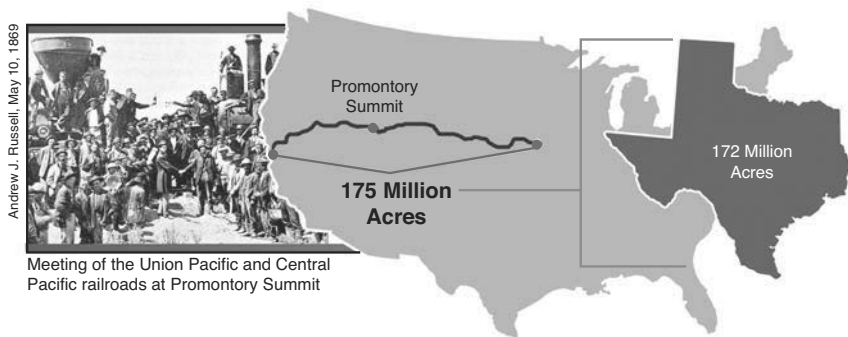 Andrew J. Russell, May 10, 1869
Meeting of the Union Pacific and Central
Pacific railroads at Promontory Summit
Promontory
Summit
175 Million
Acres
172 Million
Acres